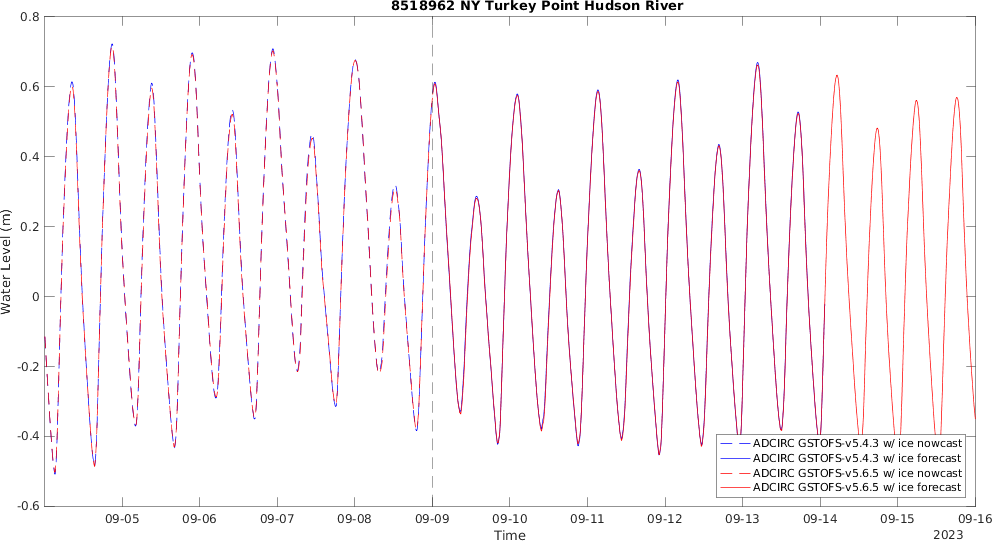 8518962 NY Turkey Point Hudson River
0.8
0.6
0.4
0.2
0
-0.2
-0.4
-0.6
Water Level (m)
ADCIRC GSTOFS-v5.4.3 w/ ice nowcast
ADCIRC GSTOFS-v5.4.3 w/ ice forecast
ADCIRC GSTOFS-v5.6.5 w/ ice nowcast
ADCIRC GSTOFS-v5.6.5 w/ ice forecast
09-05 09-06 09-07 09-08 09-09 09-10 09-11 09-12 09-13 09-14 09-15 09-16
Time
2023